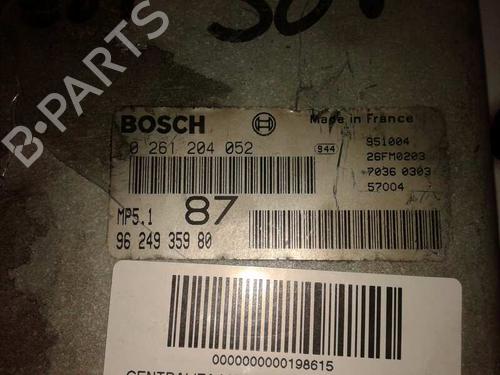 304
B-PARTS
BOSCH
Made in France
0 261 204 052
944
951004
26FM0203
*7036 0303
57004
MP5.1
87
96 249 359 80
0000000000198615